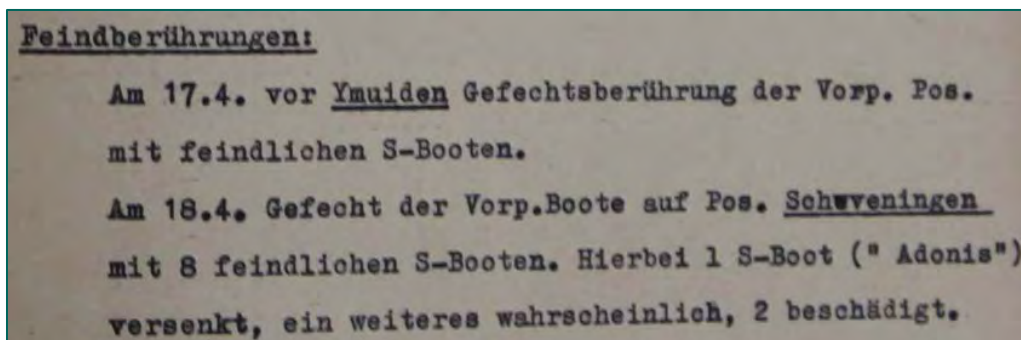 Feindberührungen:
Am 17.4. vor Ymuiden Gefechtsberührung der Vorp. Pos.
mit feindlichen S-Booten.
Am 18.4. Gefecht der Vorp.Boote auf Pos. Schweningen
mit 8 feindlichen S-Booten. Hierbei 1 S-Boot (" Adonis")
versenkt, ein weiteres wahrscheinlich, 2 beschädigt.